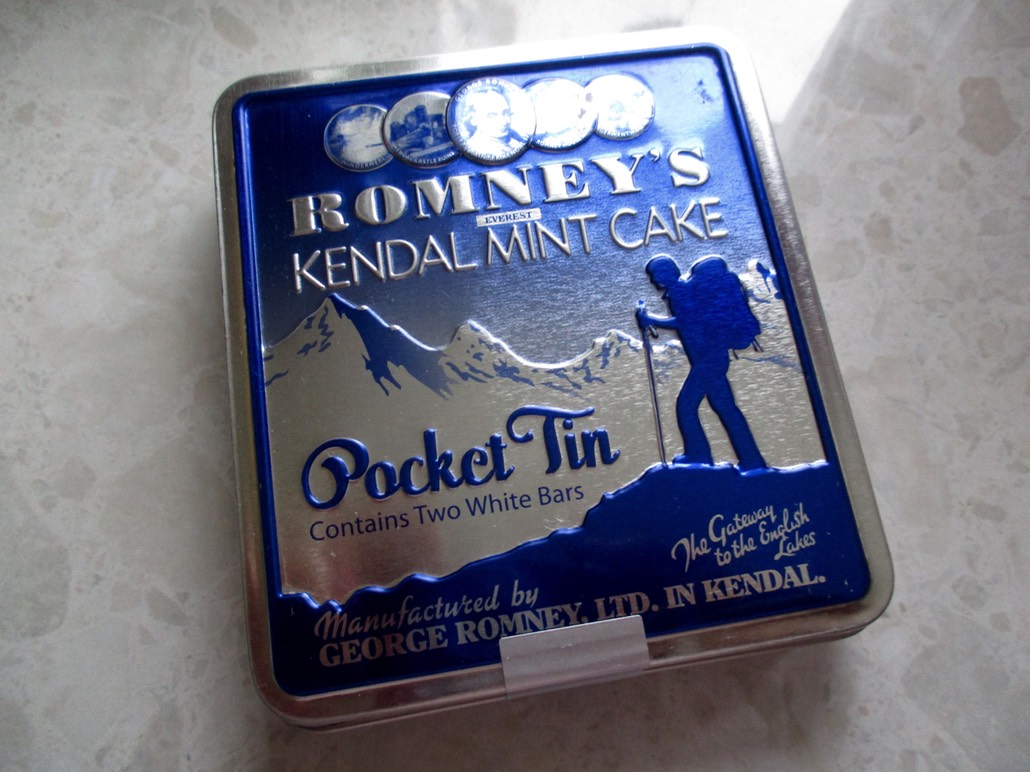 ROMNEY'S
EVEREST
KENDAL MINT CAKE
Pocket Tin
Contains Two White Bars
The Gateway
to the English
Lakes
Manufactured by
GEORGE ROMNEY, LTD. IN KENDAL.